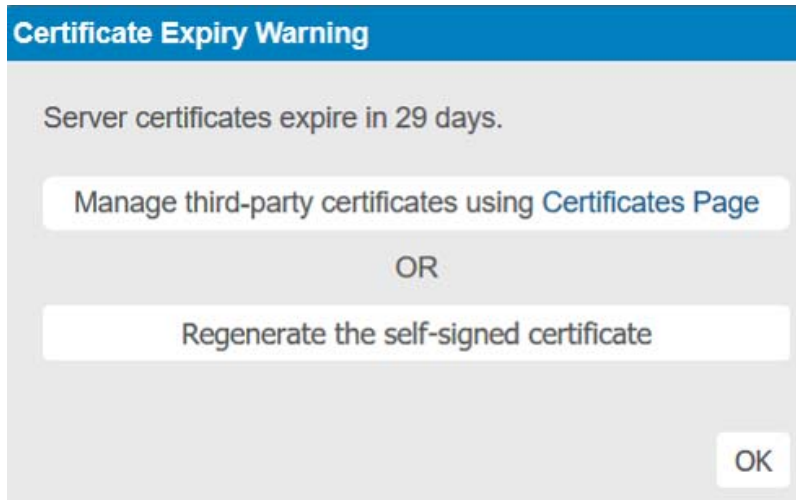 Certificate Expiry Warning
Server certificates expire in 29 days.
Manage third-party certificates using Certificates Page
OR
Regenerate the self-signed certificate
OK